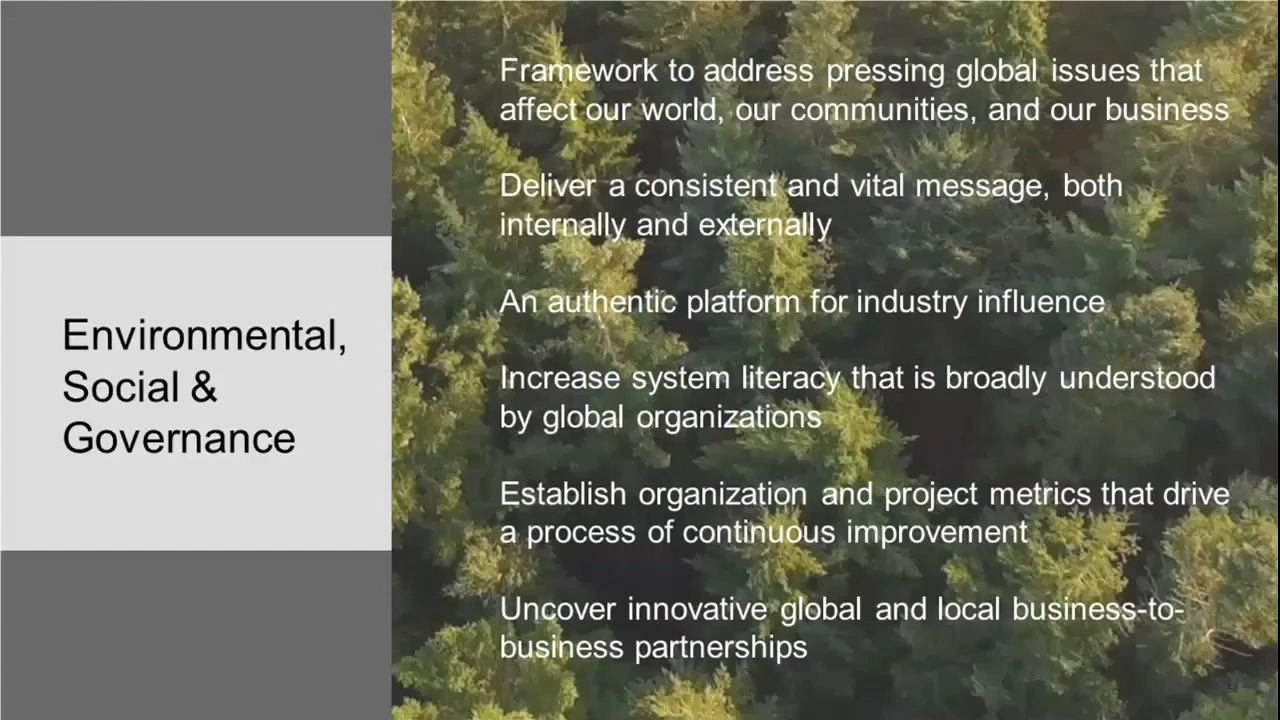 Environmental,
Social &
Governance
Framework to address pressing global issues that
affect our world, our communities, and our business
Deliver a consistent and vital message, both
internally and externally
An authentic platform for industry influence
Increase system literacy that is broadly understood
by global organizations
Establish organization and project metrics that drive
a process of continuous improvement
Uncover innovative global and local business-to-
business partnerships